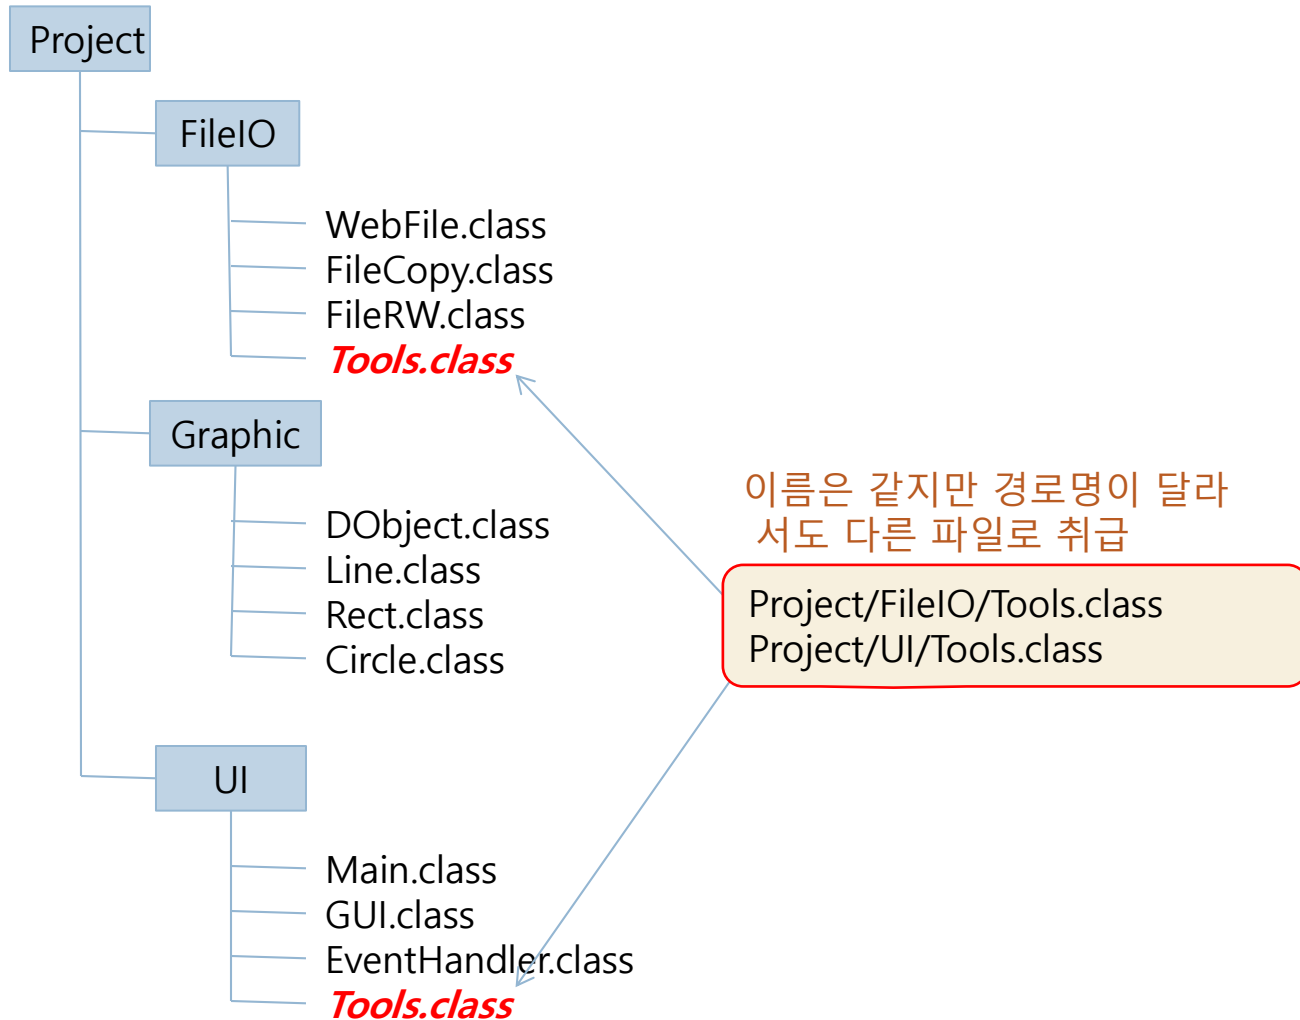 Project
FileIO
WebFile.class
FileCopy.class
FileRW.class
Tools.class
Graphic
DObject.class
Line.class
Rect.class
Circle.class
UI
Main.class
GUI.class
EventHandler.class
Tools.class
이름은 같지만 경로명이 달라
서도 다른 파일로 취급
Project/FileIO/Tools.class
Project/UI/Tools.class